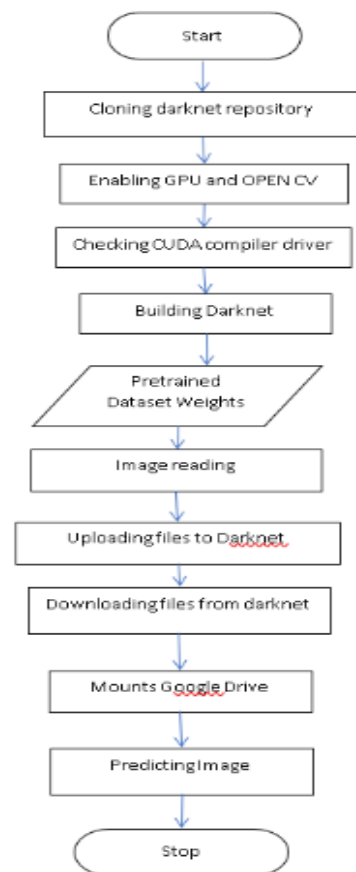 Start
Cloning darknet repository
Enabling GPU and OPEN CV
Checking CUDA compiler driver
Building Darknet
Pretrained
Dataset Weights
Image reading
Uploading files to Darknet
Downloading files from darknet
Mounts Google Drive
Predicting Image
Stop